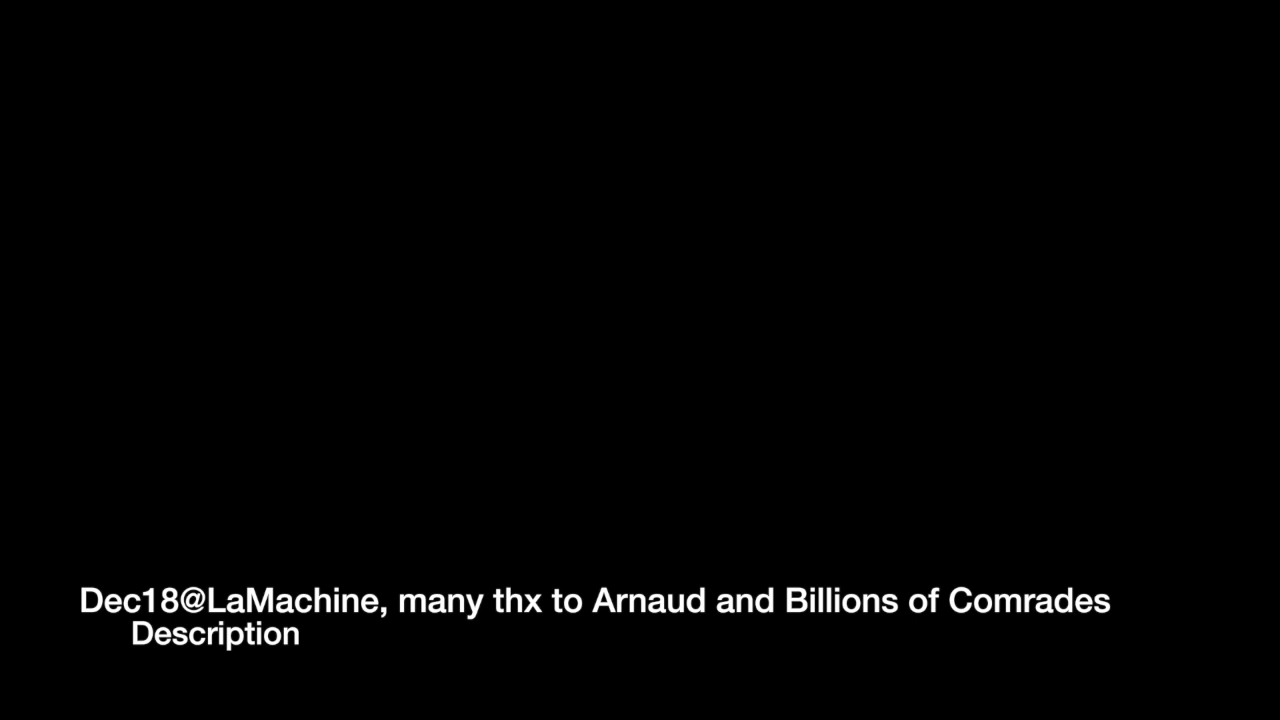 Dec18@LaMachine, many thx to Arnaud and Billions of Comrades
Description